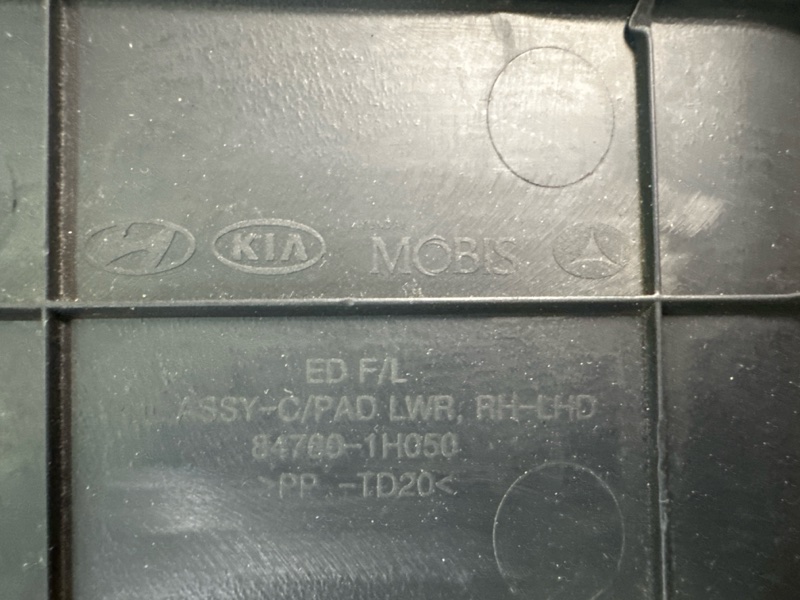 KIA MOBIS
ED F/L
ASSY-C/PAD LWR, RH-LHD
84760-1H050
>PP -TD20<